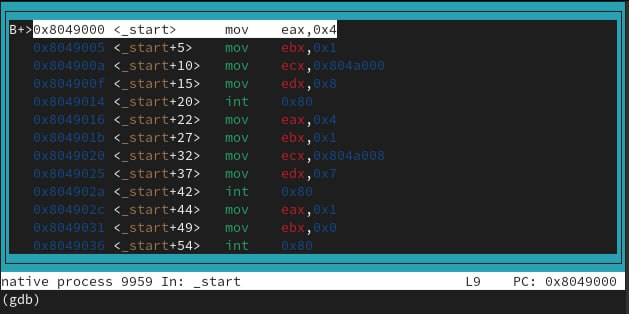 B+>0x8049000 <_start>      mov    eax,0x4
0x8049005 <_start+5>    mov    ebx,0x1
0x804900a <_start+10>   mov    ecx,0x804a000
0x804900f <_start+15>   mov    edx,0x8
0x8049014 <_start+20>   int    0x80
0x8049016 <_start+22>   mov    eax,0x4
0x804901b <_start+27>   mov    ebx,0x1
0x8049020 <_start+32>   mov    ecx,0x804a008
0x8049025 <_start+37>   mov    edx,0x7
0x804902a <_start+42>   int    0x80
0x804902c <_start+44>   mov    eax,0x1
0x8049031 <_start+49>   mov    ebx,0x0
0x8049036 <_start+54>   int    0x80
native process 9959 In: _start    L9    PC: 0x8049000
(gdb)